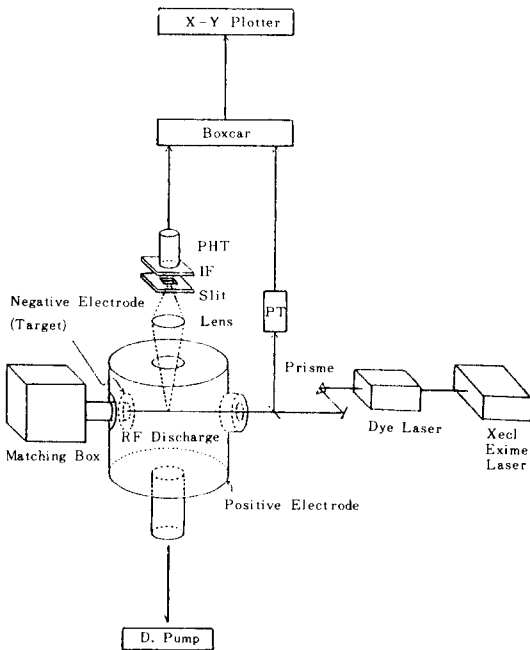 X-Y Plotter
Boxcar
PHT
IF
Slit
Lens
Negative Electrode
(Target)
PT
Prisme
RF Discharge
Matching Box
Dye Laser
Xecl
Exime
Laser
Positive Electrode
D. Pump